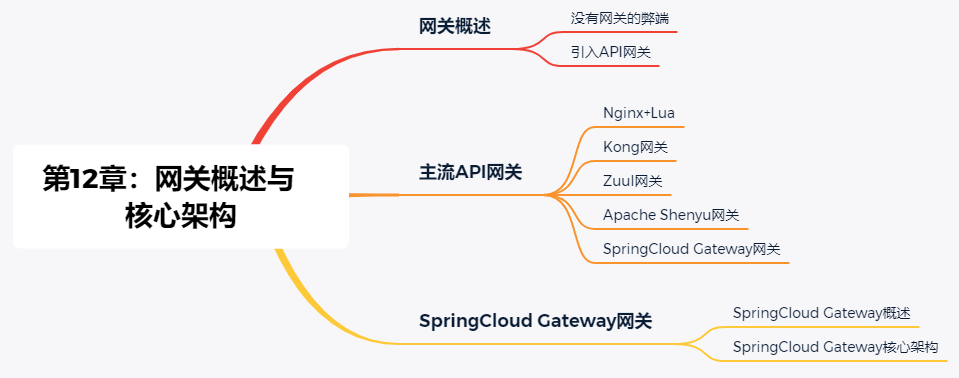 第12章：网关概述与
核心架构
网关概述
没有网关的弊端
引入API网关
主流API网关
Nginx+Lua
Kong网关
Zuul网关
Apache Shenyu网关
SpringCloud Gateway网关
SpringCloud Gateway网关
SpringCloud Gateway概述
SpringCloud Gateway核心架构